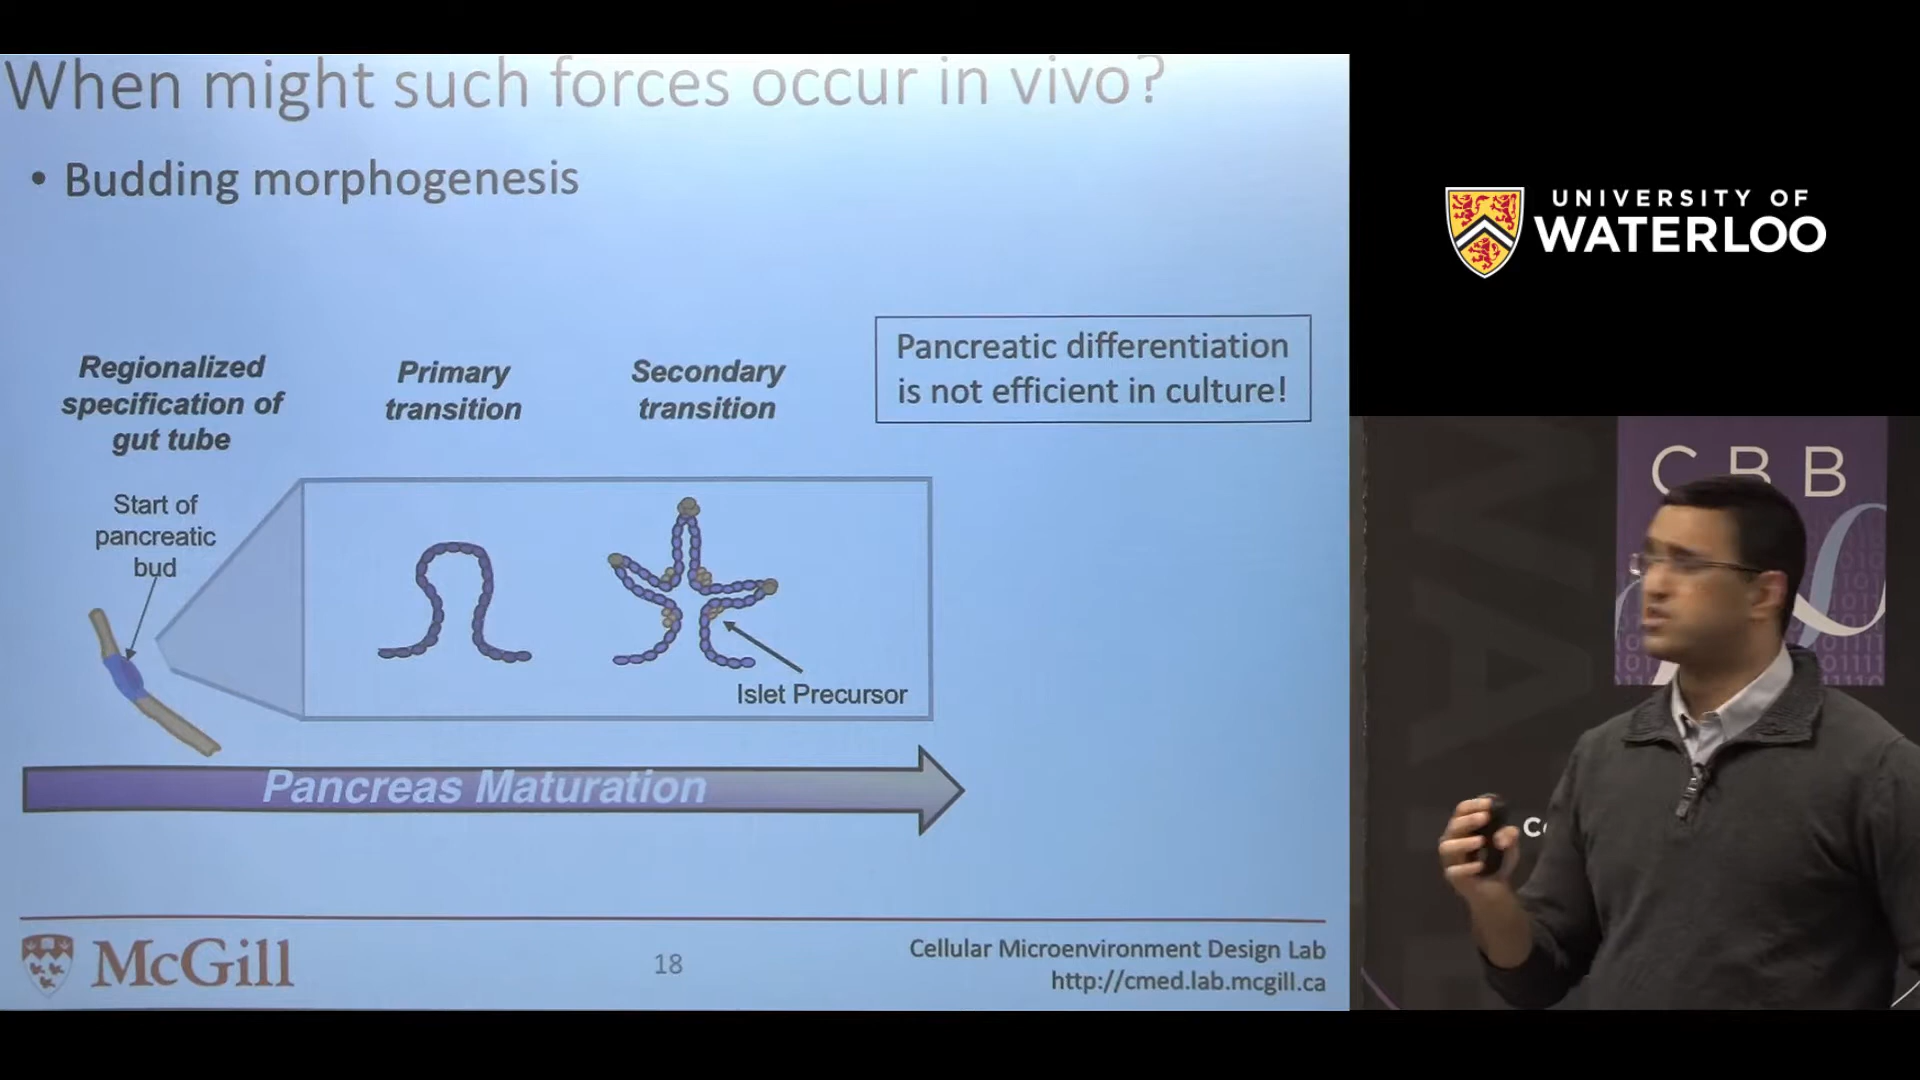 When might such forces occur in vivo?
• Budding morphogenesis
Regionalized
specification of
gut tube
Primary
transition
Secondary
transition
Pancreatic differentiation
is not efficient in culture!
Start of
pancreatic
bud
Islet Precursor
Pancreas Maturation
McGill
18
Cellular Microenvironment Design Lab
http://cmed.lab.mcgill.ca
UNIVERSITY OF
WATERLOO
CBB